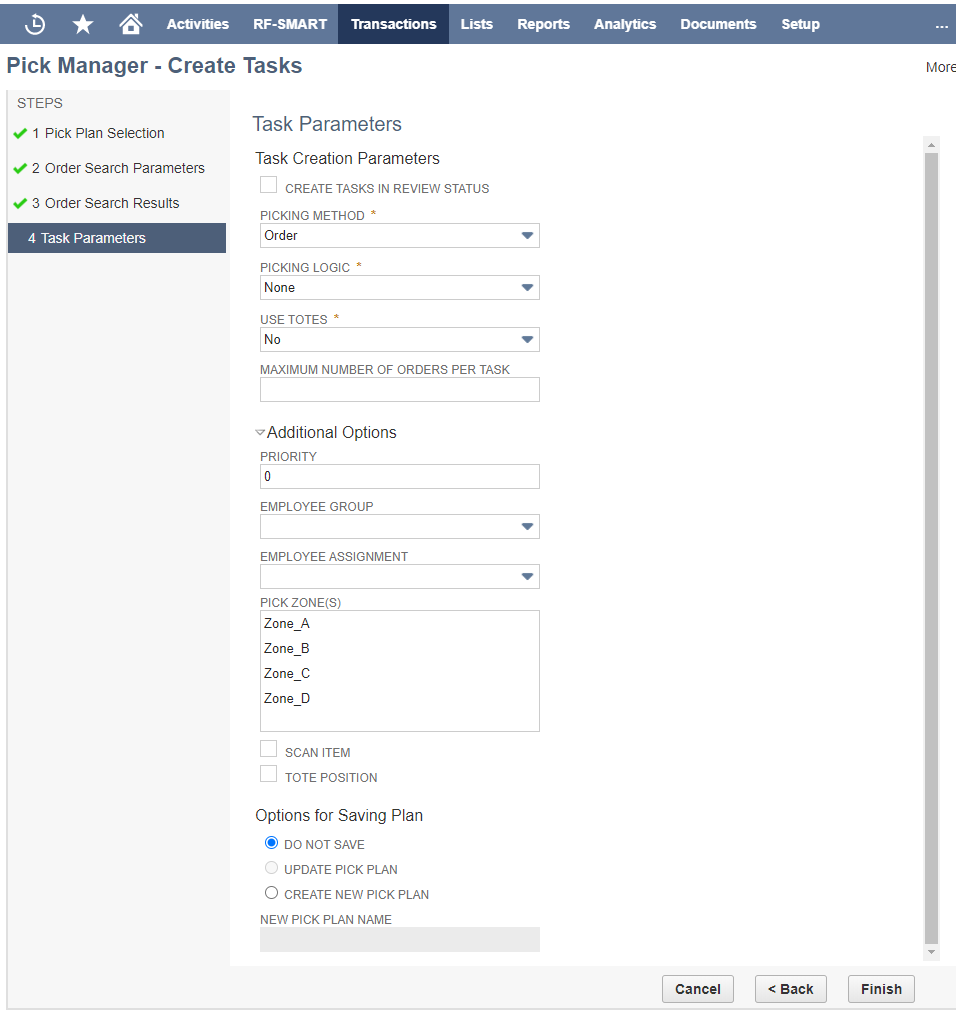 Activities RF-SMART Transactions Lists Reports Analytics Documents Setup ...
Pick Manager - Create Tasks
More
STEPS
1 Pick Plan Selection
2 Order Search Parameters
3 Order Search Results
4 Task Parameters
Task Parameters
Task Creation Parameters
CREATE TASKS IN REVIEW STATUS
PICKING METHOD *
Order
PICKING LOGIC *
None
USE TOTES *
No
MAXIMUM NUMBER OF ORDERS PER TASK
Additional Options
PRIORITY
0
EMPLOYEE GROUP
EMPLOYEE ASSIGNMENT
PICK ZONE(S)
Zone_A
Zone_B
Zone_C
Zone_D
SCAN ITEM
TOTE POSITION
Options for Saving Plan
DO NOT SAVE
UPDATE PICK PLAN
CREATE NEW PICK PLAN
NEW PICK PLAN NAME
Cancel < Back Finish